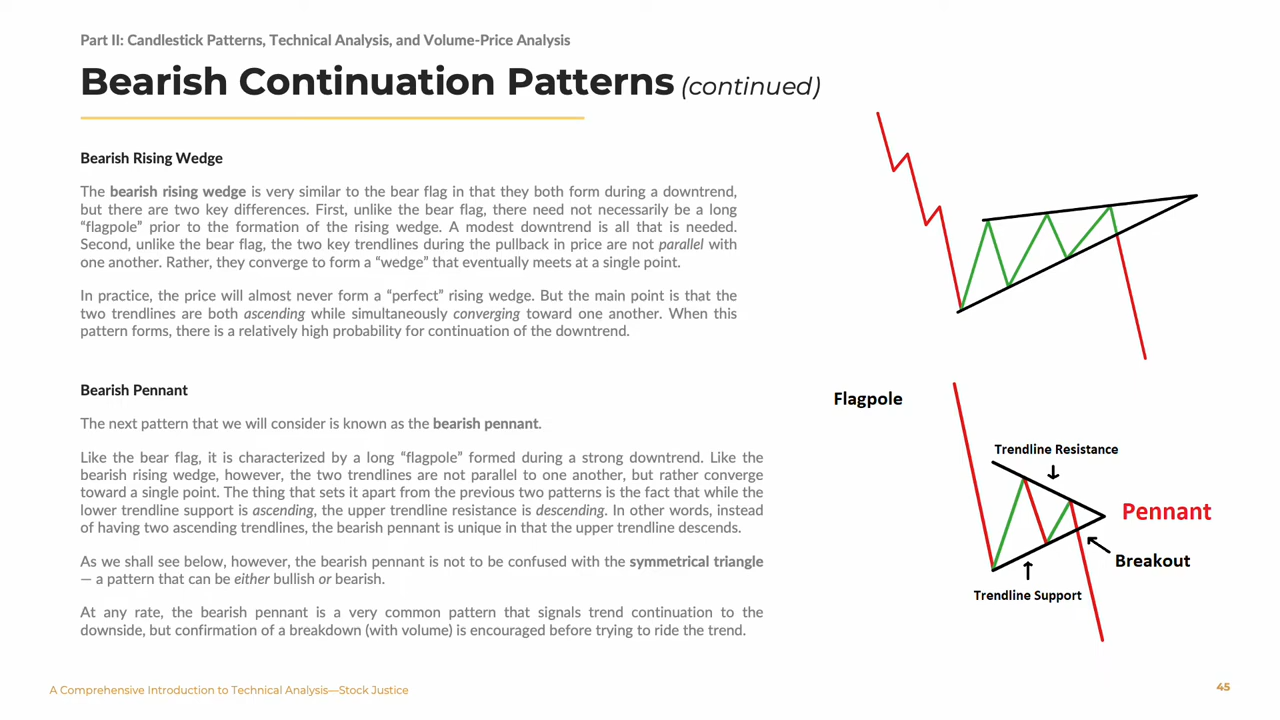 Part II: Candlestick Patterns, Technical Analysis, and Volume-Price Analysis
Bearish Continuation Patterns (continued)
Bearish Rising Wedge
The bearish rising wedge is very similar to the bear flag in that they both form during a downtrend,
but there are two key differences. First, unlike the bear flag, there need not necessarily be a long
“flagpole” prior to the formation of the rising wedge. A modest downtrend is all that is needed.
Second, unlike the bear flag, the two key trendlines during the pullback in price are not parallel with
one another. Rather, they converge to form a “wedge” that eventually meets at a single point.
In practice, the price will almost never form a “perfect” rising wedge. But the main point is that the
two trendlines are both ascending while simultaneously converging toward one another. When this
pattern forms, there is a relatively high probability for continuation of the downtrend.
Bearish Pennant
The next pattern that we will consider is known as the bearish pennant.
Like the bear flag, it is characterized by a long “flagpole” formed during a strong downtrend. Like the
bearish rising wedge, however, the two trendlines are not parallel to one another, but rather converge
toward a single point. The thing that sets it apart from the previous two patterns is the fact that while the
lower trendline support is ascending, the upper trendline resistance is descending. In other words, instead
of having two ascending trendlines, the bearish pennant is unique in that the upper trendline descends.
As we shall see below, however, the bearish pennant is not to be confused with the symmetrical triangle
— a pattern that can be either bullish or bearish.
At any rate, the bearish pennant is a very common pattern that signals trend continuation to the
downside, but confirmation of a breakdown (with volume) is encouraged before trying to ride the trend.
Flagpole
Trendline Resistance
Pennant
Breakout
Trendline Support
A Comprehensive Introduction to Technical Analysis—Stock Justice
45